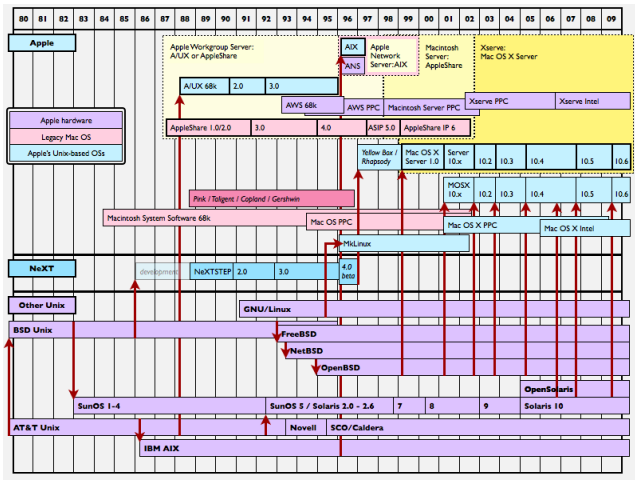 80 81 82 83 84 85 86 87 88 89 90 91 92 93 94 95 96 97 98 99 00 01 02 03 04 05 06 07 08 09
Apple
Apple Workgroup Server:
A/UX or AppleShare
AIX
ANS
Apple
Network
Server:AIX
Macintosh
Server:
AppleShare
Xserve:
Mac OS X Server
A/UX 68k 2.0 3.0
AWS 68k AWS PPC Macintosh Server PPC Xserve PPC Xserve Intel
Apple hardware
Legacy Mac OS
Apple's Unix-based OSs
AppleShare 1.0/2.0 3.0 4.0 ASIP 5.0 AppleShare IP 6
Yellow Box /
Rhapsody
Mac OS X
Server 1.0
Server
10.x
10.2 10.3 10.4 10.5 10.6
MOSX
10.x
10.2 10.3 10.4 10.5 10.6
Pink / Taligent / Copland / Gershwin
Macintosh System Software 68k
Mac OS PPC
Mac OS X PPC
Mac OS X Intel
MkLinux
NeXT
development NeXTSTEP 2.0 3.0
4.0
beta
Other Unix
GNU/Linux
BSD Unix
FreeBSD
NetBSD
OpenBSD
OpenSolaris
SunOS 1-4 SunOS 5 / Solaris 2.0 - 2.6 7 8 9 Solaris 10
AT&T Unix Novell SCO/Caldera
IBM AIX